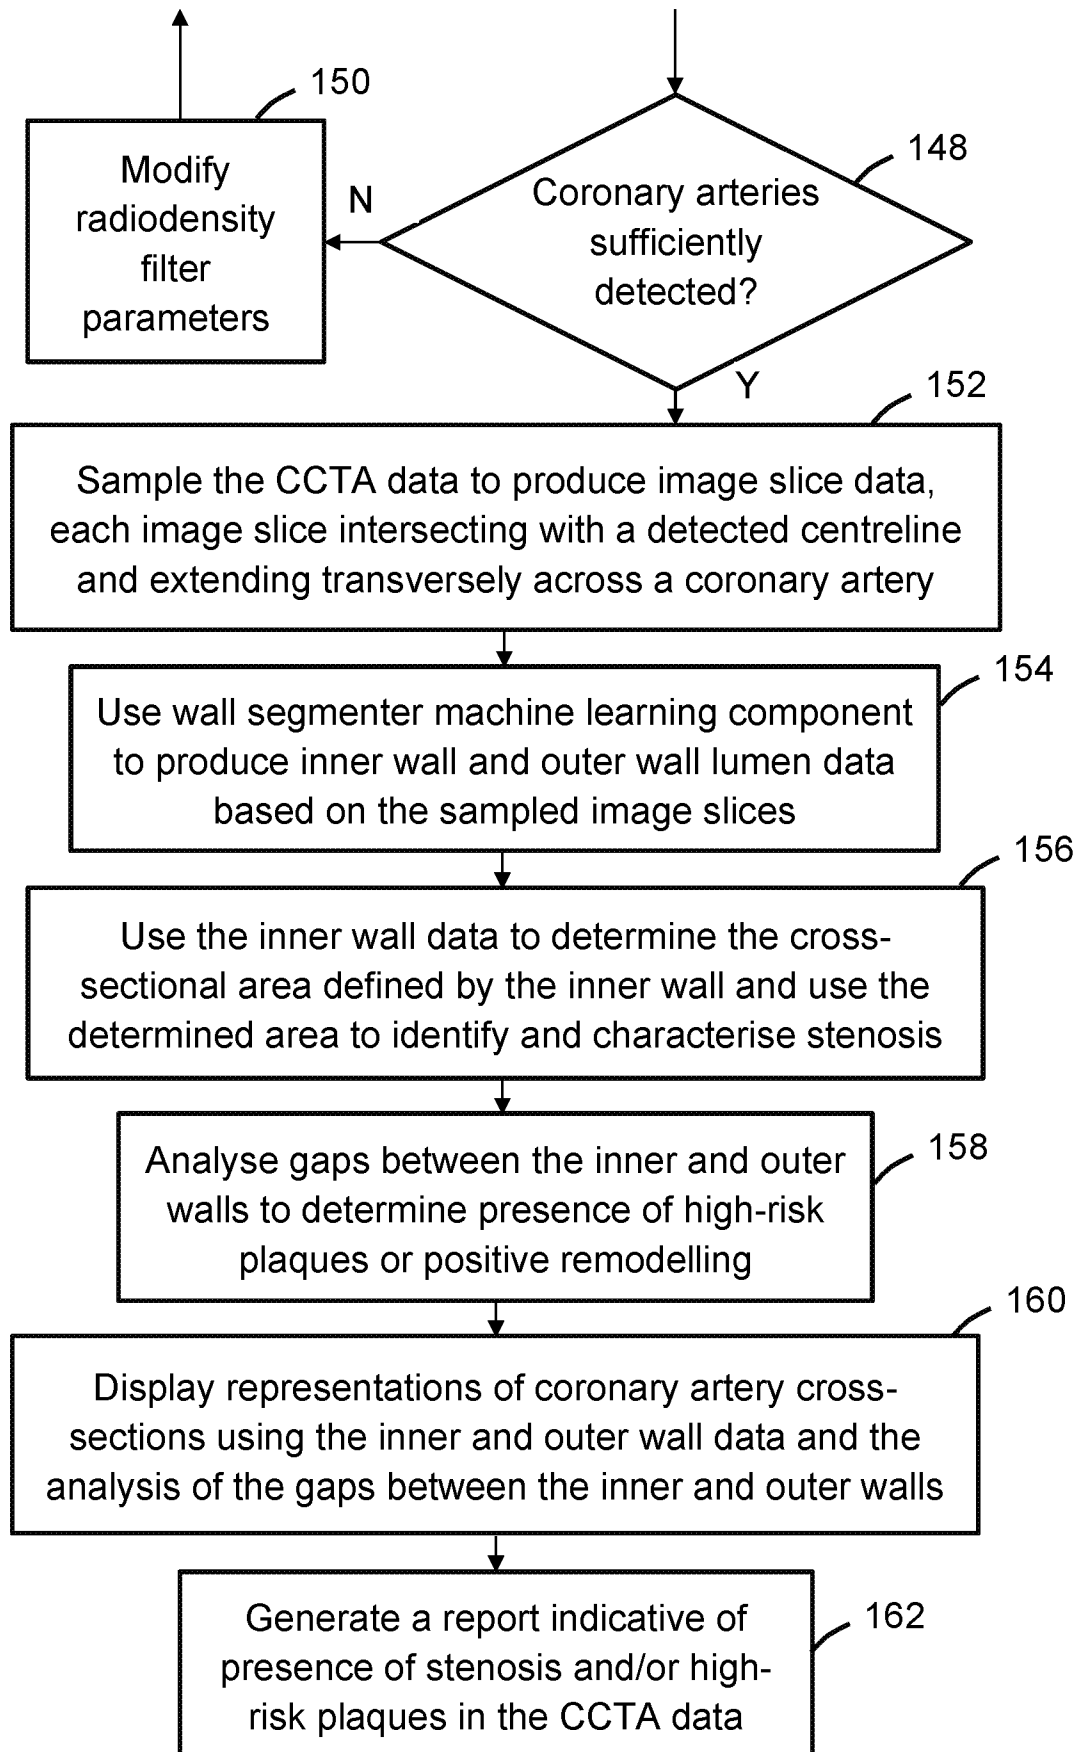 150
Modify
radiodensity
filter
parameters
N
148
Coronary arteries
sufficiently
detected?
Y
152
Sample the CCTA data to produce image slice data,
each image slice intersecting with a detected centreline
and extending transversely across a coronary artery
154
Use wall segmenter machine learning component
to produce inner wall and outer wall lumen data
based on the sampled image slices
156
Use the inner wall data to determine the cross-
sectional area defined by the inner wall and use the
determined area to identify and characterise stenosis
158
Analyse gaps between the inner and outer
walls to determine presence of high-risk
plaques or positive remodelling
160
Display representations of coronary artery cross-
sections using the inner and outer wall data and the
analysis of the gaps between the inner and outer walls
162
Generate a report indicative of
presence of stenosis and/or high-
risk plaques in the CCTA data